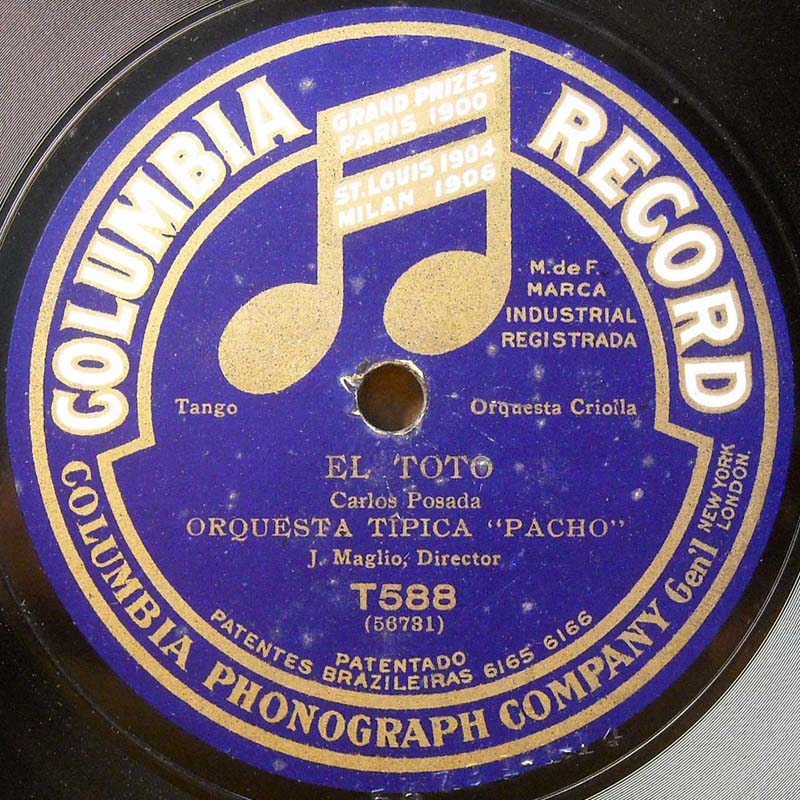 COLUMBIA RECORD
GRAND PRIZES
PARIS 1900
ST. LOUIS 1904
MILAN 1906
M. de F.
MARCA
INDUSTRIAL
REGISTRADA
Tango
Orquesta Criolla
EL TOTO
Carlos Posada
ORQUESTA TÍPICA “PACHO”
J. Maglio, Director
T588
(56731)
PATENTADO
PATENTES BRAZILEIRAS 6165 6166
COLUMBIA PHONOGRAPH COMPANY Gen'l
NEW YORK
LONDON.